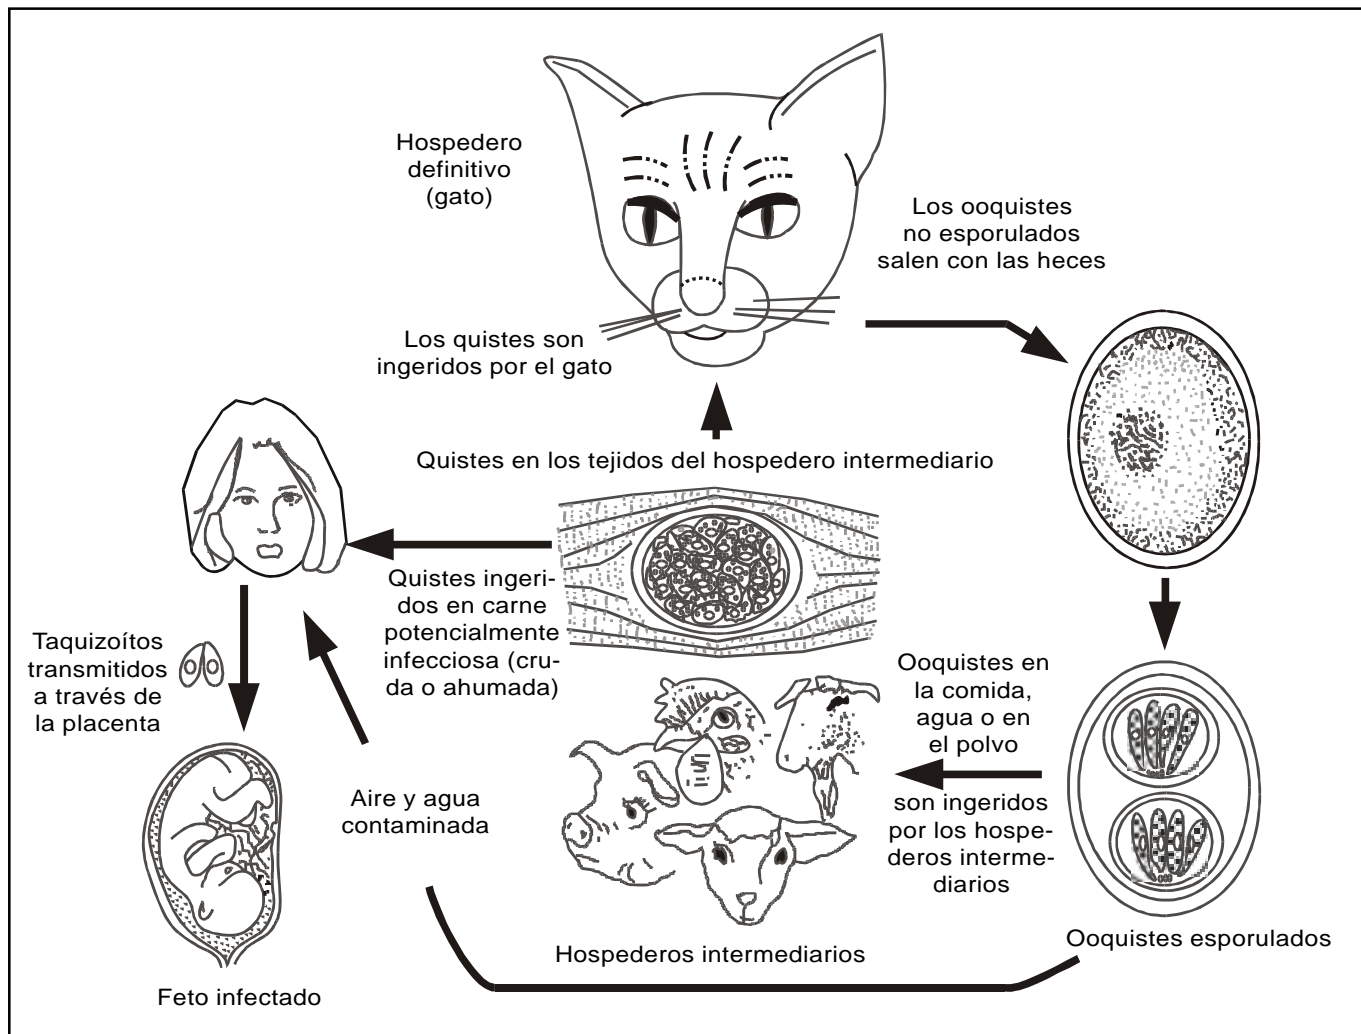 Hospedero
definitivo
(gato)
Los ooquistes
no esporulados
salen con las heces
Los quistes son
ingeridos por el gato
Quistes en los tejidos del hospedero intermediario
Quistes ingeri-
dos en carne
potencialmente
infecciosa (cru-
da o ahumada)
Taquizoítos
transmitidos
a través de
la placenta
Ooquistes en
la comida,
agua o en
el polvo
son ingeridos
por los hospe-
deros interme-
diarios
Aire y agua
contaminada
Hospederos intermediarios
Ooquistes esporulados
Feto infectado